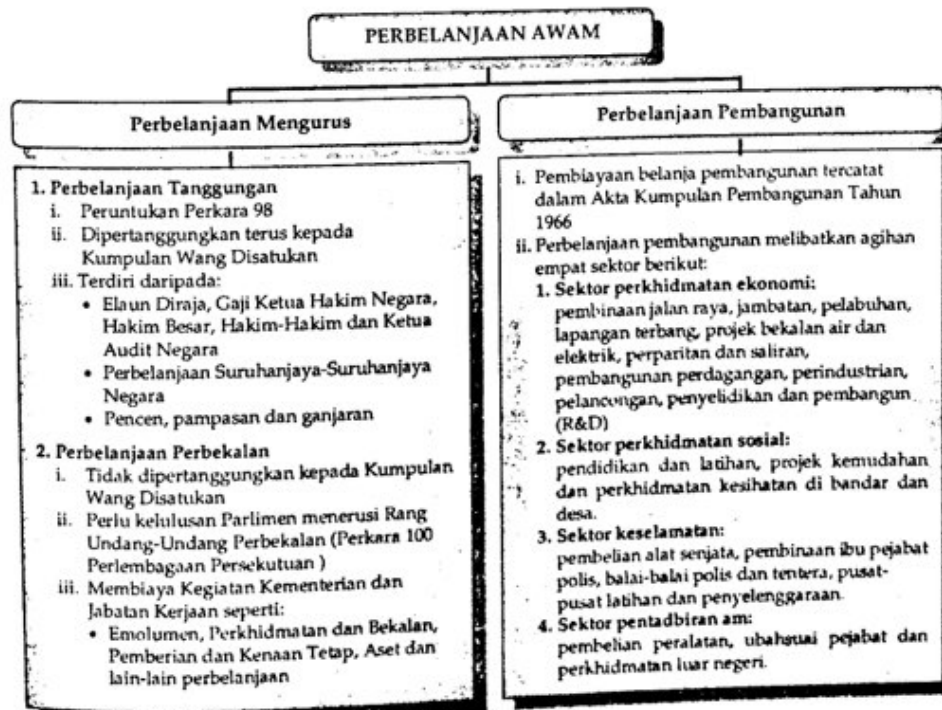 PERBELANJAAN AWAM
Perbelanjaan Mengurus
1. Perbelanjaan Tanggungan
i. Peruntukan Perkara 98
ii. Dipertanggungkan terus kepada
Kumpulan Wang Disatukan
iii. Terdiri daripada:
• Elaun Diraja, Gaji Ketua Hakim Negara,
Hakim Besar, Hakim-Hakim dan Ketua
Audit Negara
• Perbelanjaan Suruhanjaya-Suruhanjaya
Negara
• Pencen, pampasan dan ganjaran
2. Perbelanjaan Perbekalan
i. Tidak dipertanggungkan kepada Kumpulan
Wang Disatukan
ii. Perlu kelulusan Parlimen menerusi Rang
Undang-Undang Perbekalan (Perkara 100
Perlembagaan Persekutuan )
iii. Membiaya Kegiatan Kementerian dan
Jabatan Kerjaan seperti:
• Emolumen, Perkhidmatan dan Bekalan,
Pemberian dan Kenaan Tetap, Aset dan
lain-lain perbelanjaan
Perbelanjaan Pembangunan
i. Pembiayaan belanja pembangunan tercatat
dalam Akta Kumpulan Pembangunan Tahun
1966
ii. Perbelanjaan pembangunan melibatkan agihan
empat sektor berikut:
1. Sektor perkhidmatan ekonomi:
pembinaan jalan raya, jambatan, pelabuhan,
lapangan terbang, projek bekalan air dan
elektrik, perparitan dan saliran,
pembangunan perdagangan, perindustrian,
pelancongan, penyelidikan dan pembangun
(R&D)
2. Sektor perkhidmatan sosial:
pendidikan dan latihan, projek kemudahan
dan perkhidmatan kesihatan di bandar dan
desa.
3. Sektor keselamatan:
pembelian alat senjata, pembinaan ibu pejabat
polis, balai-balai polis dan tentera, pusat-
pusat latihan dan penyelenggaraan.
4. Sektor pentadbiran am:
pembelian peralatan, ubahsuai pejabat dan
perkhidmatan luar negeri.